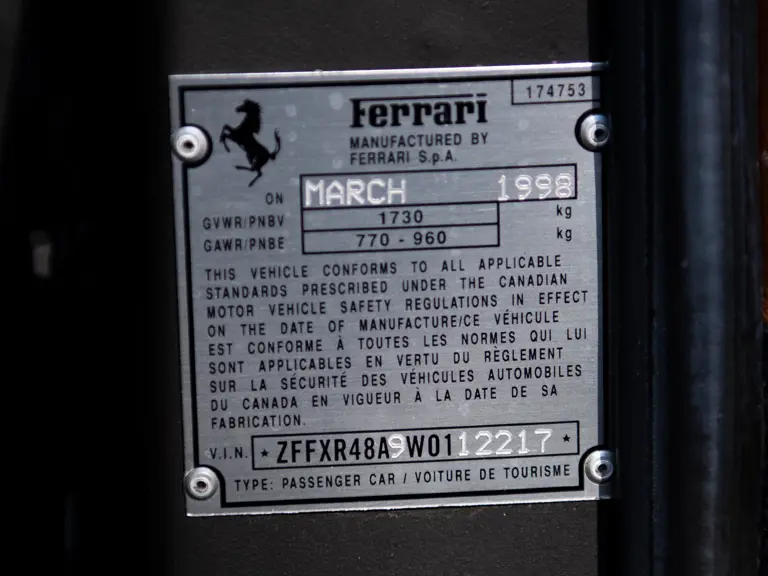 174753
Ferrari
MANUFACTURED BY
FERRARI S.p.A.
ON MARCH 1998
GVWR/PNBV 1730 kg
GAWR/PNBE 770 - 960 kg
THIS VEHICLE CONFORMS TO ALL APPLICABLE
STANDARDS PRESCRIBED UNDER THE CANADIAN
MOTOR VEHICLE SAFETY REGULATIONS IN EFFECT
ON THE DATE OF MANUFACTURE/CE VÉHICULE
EST CONFORME À TOUTES LES NORMES QUI LUI
SONT APPLICABLES EN VERTU DU RÈGLEMENT
SUR LA SÉCURITÉ DES VÉHICULES AUTOMOBILES
DU CANADA EN VIGUEUR À LA DATE DE SA
FABRICATION.
V.I.N. * ZFFXR48A9W0112217 *
TYPE: PASSENGER CAR / VOITURE DE TOURISME